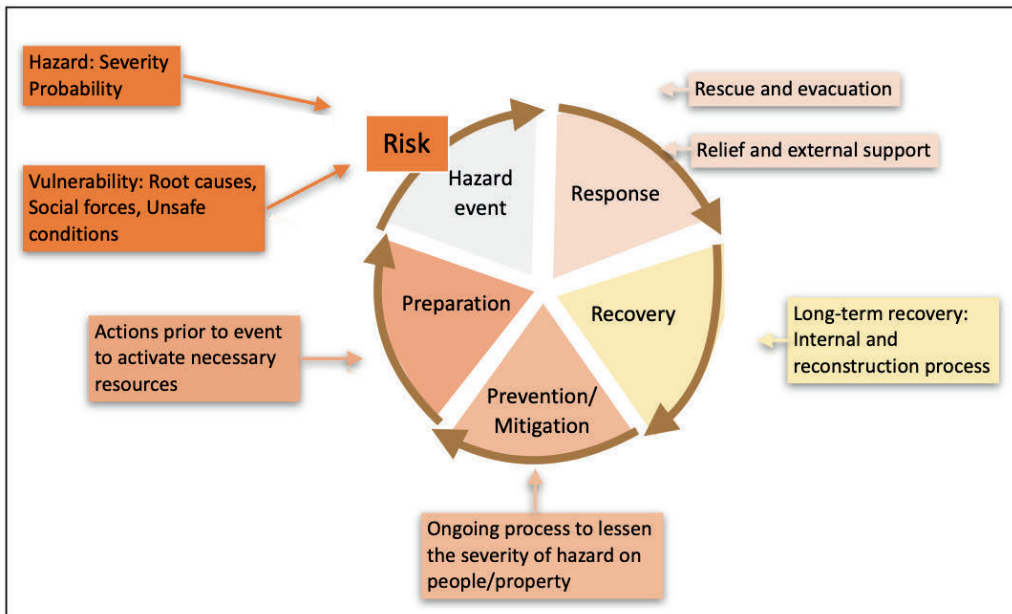 Hazard: Severity
Probability
Risk
Vulnerability: Root causes,
Social forces, Unsafe
conditions
Hazard
event
Response
Rescue and evacuation
Relief and external support
Preparation
Recovery
Prevention/
Mitigation
Actions prior to event
to activate necessary
resources
Long-term recovery:
Internal and
reconstruction process
Ongoing process to lessen
the severity of hazard on
people/property